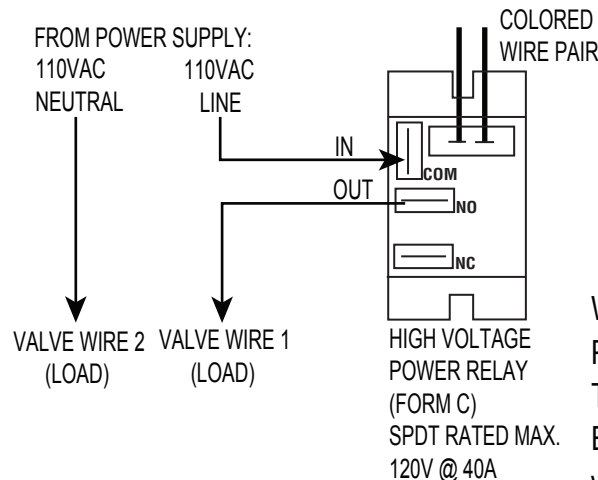 COLORED
WIRE PAIR
FROM POWER SUPPLY:
110VAC 110VAC
NEUTRAL LINE
IN
COM
OUT
NO
NC
VALVE WIRE 2 VALVE WIRE 1
(LOAD) (LOAD)
HIGH VOLTAGE
POWER RELAY
(FORM C)
SPDT RATED MAX.
120V @ 40A